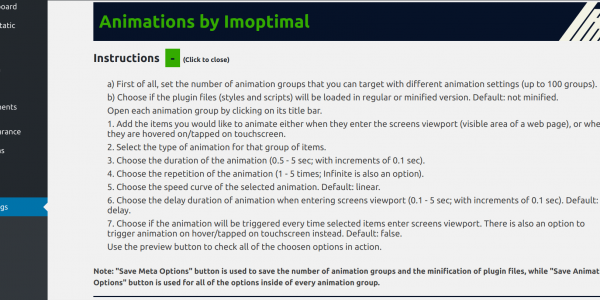 oard
Animations by Imoptimal
tatic
Instructions - (Click to close)
a) First of all, set the number of animation groups that you can target with different animation settings (up to 100 groups).
b) Choose if the plugin files (styles and scripts) will be loaded in regular or minified version. Default: not minified.
ents
Open each animation group by clicking on its title bar.
1. Add the items you would like to animate either when they enter the screens viewport (visible area of a web page), or whe
arance
they are hovered on/tapped on touchscreen.
ns
2. Select the type of animation for that group of items.
3. Choose the duration of the animation (0.5 - 5 sec; with increments of 0.1 sec).
4. Choose the repetition of the animation (1 - 5 times; Infinite is also an option).
5. Choose the speed curve of the selected animation. Default: linear.
gs
6. Choose the delay duration of animation when entering screens viewport (0.1 - 5 sec; with increments of 0.1 sec). Default:
delay.
7. Choose if the animation will be triggered every time selected items enter screens viewport. There is also an option to
trigger animation on hover/tapped on touchscreen instead. Default: false.
Use the preview button to check all of the choosen options in action.
Note: "Save Meta Options" button is used to save the number of animation groups and the minification of plugin files, while "Save Animat
Options" button is used for all of the options inside of every animation group.